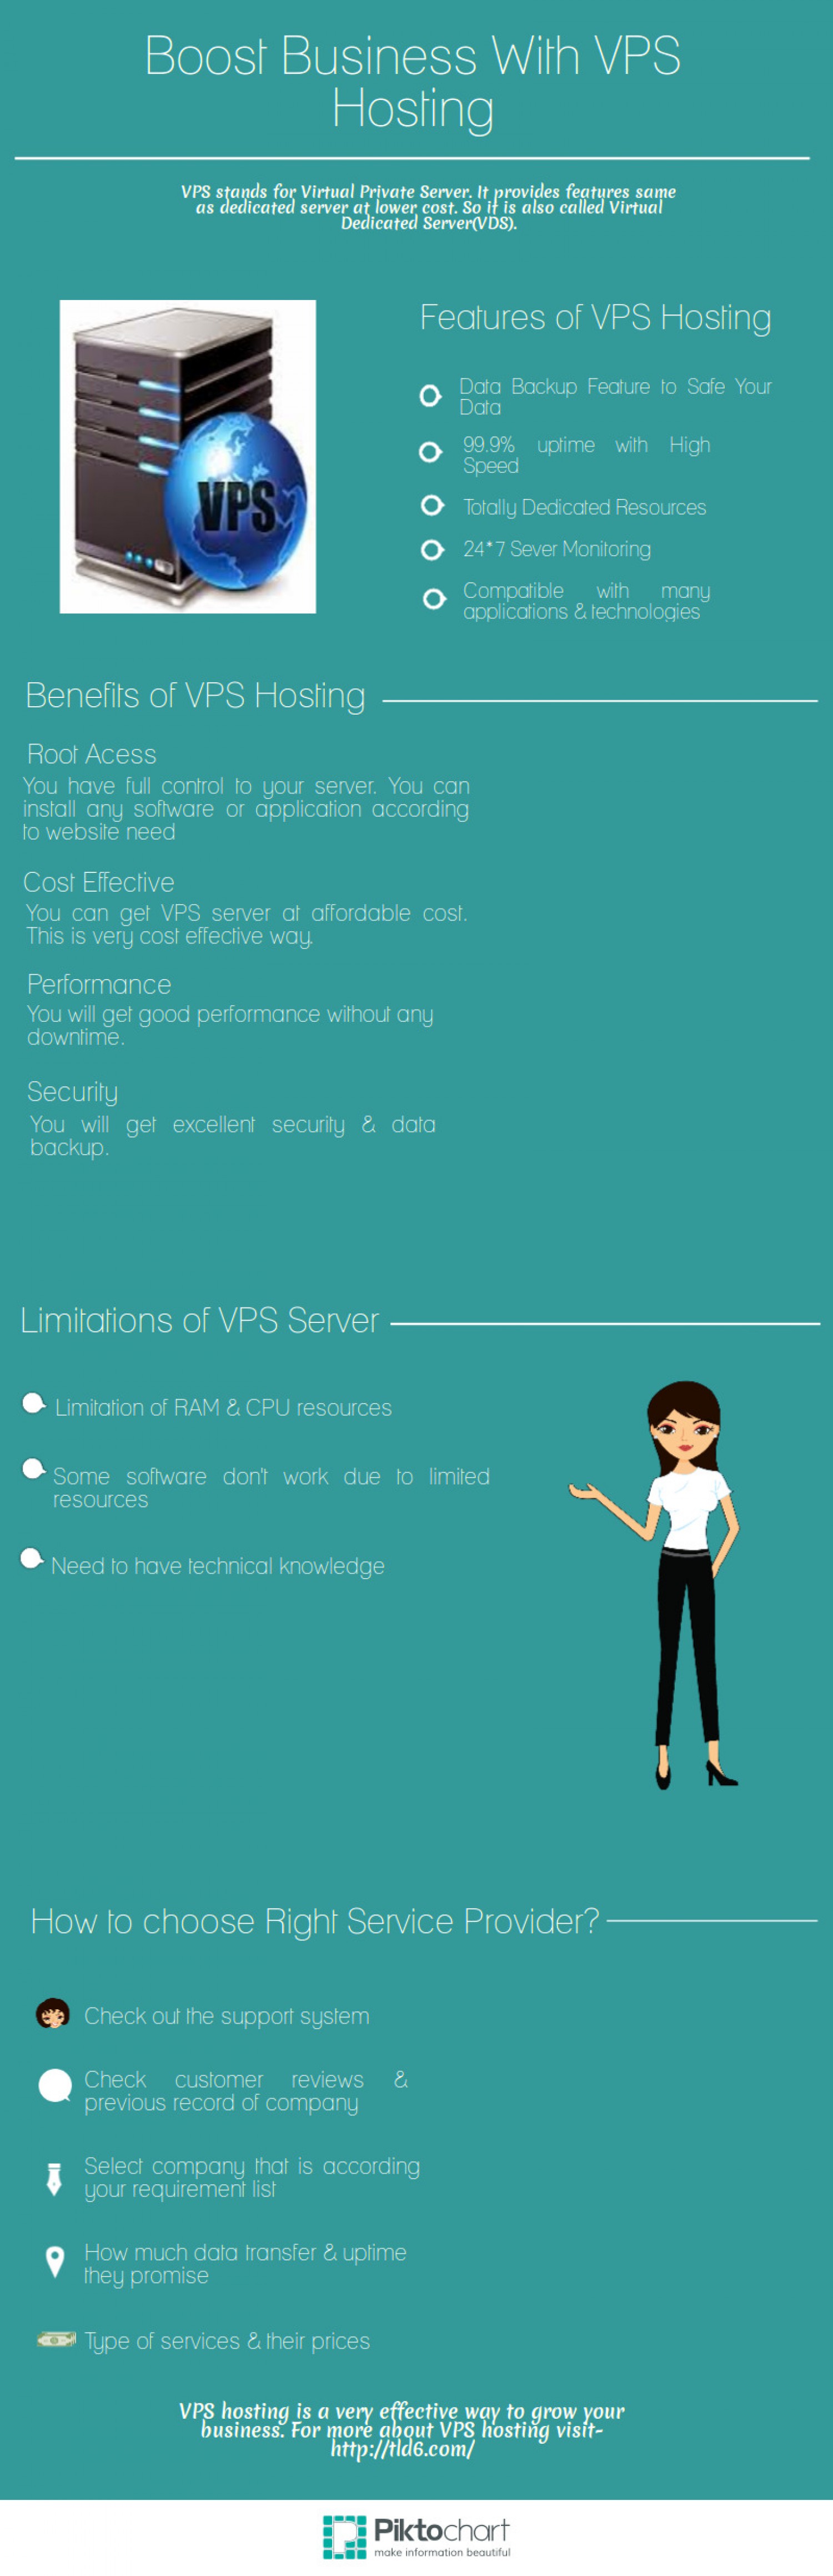 Boost Business With VPS
Hosting
VPS stands for Virtual Private Server. It provides features same
as dedicated server at lower cost. So it is also called Virtual
Dedicated Server(VDS).
VPS
Features of VPS Hosting
Data Backup Feature to Safe Your
Data
99.9% uptime with High
Speed
Totally Dedicated Resources
24*7 Sever Monitoring
Compatible with many
applications & technologies
Benefits of VPS Hosting
Root Acess
You have full control to your server. You can
install any software or application according
to website need
Cost Effective
You can get VPS server at affordable cost.
This is very cost effective way.
Performance
You will get good performance without any
downtime.
Security
You will get excellent security & data
backup.
Limitations of VPS Server
Limitation of RAM & CPU resources
Some software don't work due to limited
resources
Need to have technical knowledge
How to choose Right Service Provider?
Check out the support system
Check customer reviews &
previous record of company
Select company that is according
your requirement list
How much data transfer & uptime
they promise
Type of services & their prices
VPS hosting is a very effective way to grow your
business. For more about VPS hosting visit-
http://tld6.com/
Piktochart
make information beautiful